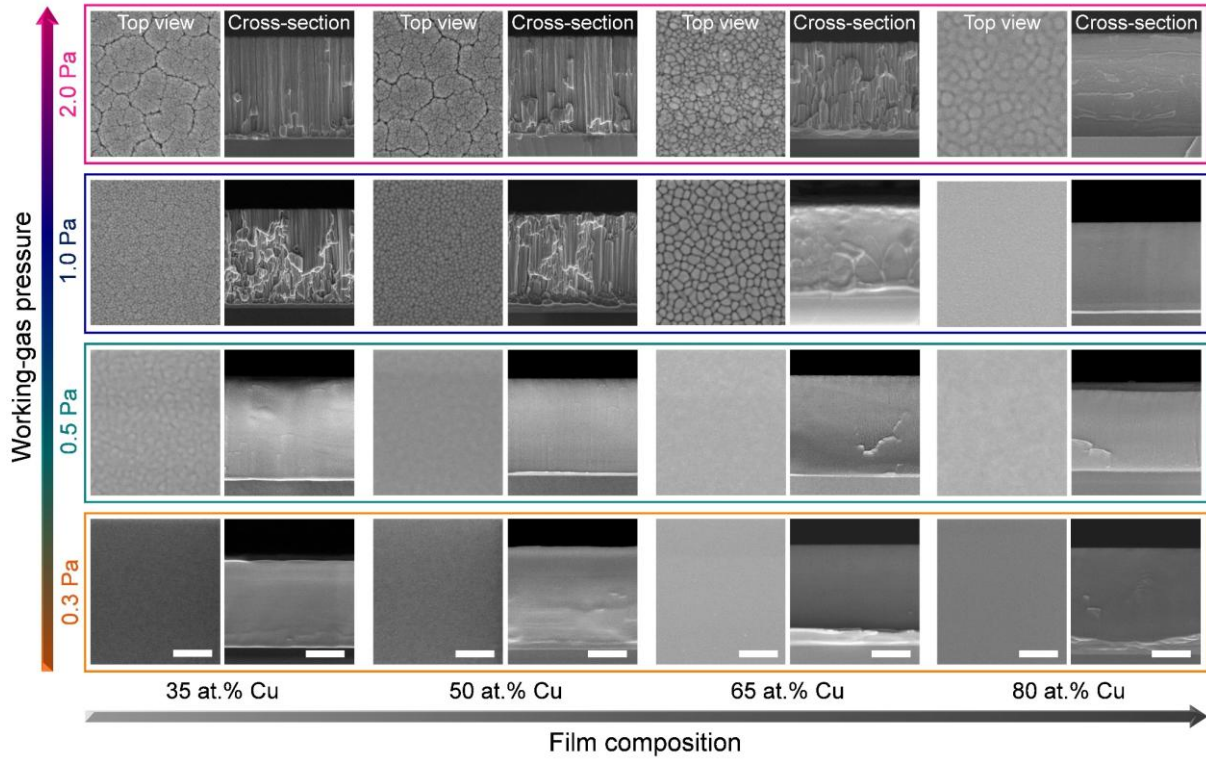 Top view Cross-section Top view Cross-section Top view Cross-section Top view Cross-section
2.0 Pa
1.0 Pa
0.5 Pa
0.3 Pa
Working-gas pressure
35 at.% Cu 50 at.% Cu 65 at.% Cu 80 at.% Cu
Film composition